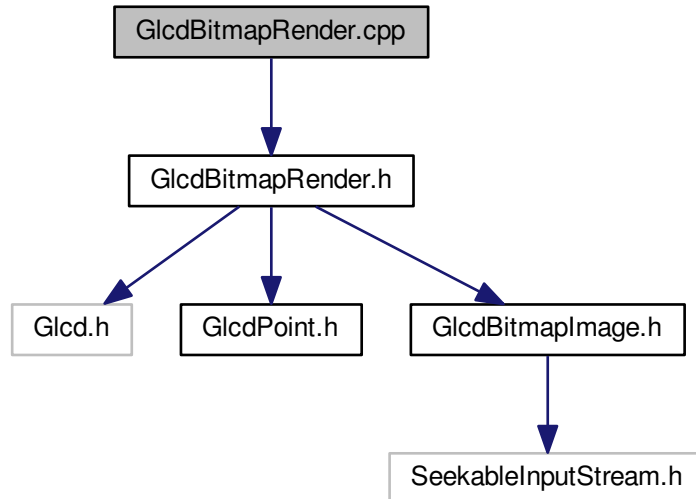 GlcdBitmapRender.cpp
GlcdBitmapRender.h
Glcd.h
GlcdPoint.h
GlcdBitmapImage.h
SeekableInputStream.h